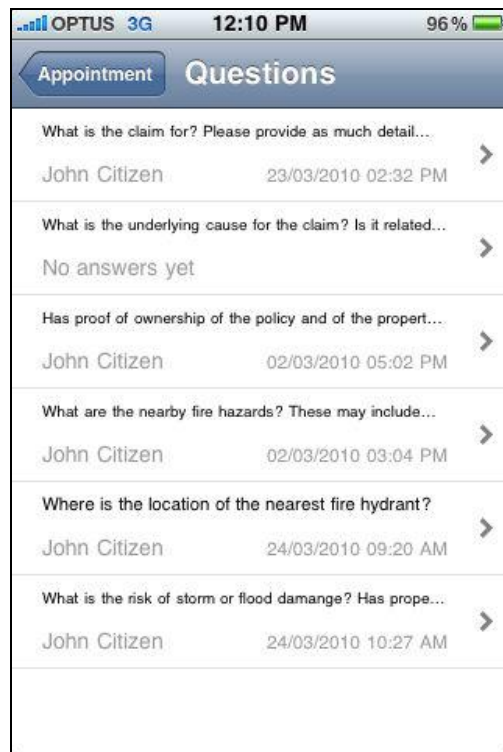 OPTUS 3G 12:10 PM 96%
Appointment Questions
What is the claim for? Please provide as much detail...
John Citizen 23/03/2010 02:32 PM
What is the underlying cause for the claim? Is it related...
No answers yet
Has proof of ownership of the policy and of the propert...
John Citizen 02/03/2010 05:02 PM
What are the nearby fire hazards? These may include...
John Citizen 02/03/2010 03:04 PM
Where is the location of the nearest fire hydrant?
John Citizen 24/03/2010 09:20 AM
What is the risk of storm or flood damange? Has prope...
John Citizen 24/03/2010 10:27 AM